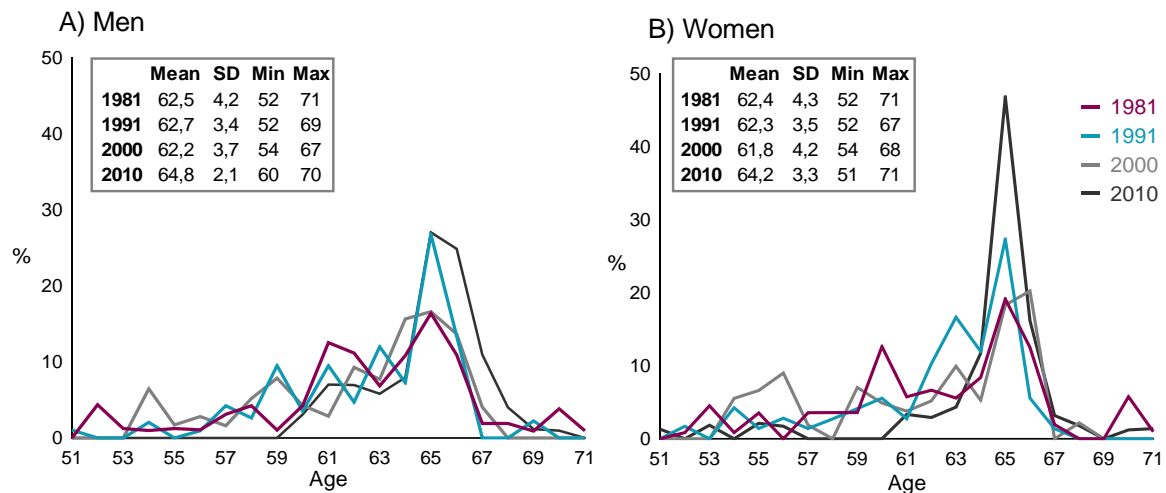 A) Men
50
40
30
20
10
0
%
Mean SD Min Max
1981 62,5 4,2 52 71
1991 62,7 3,4 52 69
2000 62,2 3,7 54 67
2010 64,8 2,1 60 70
51 53 55 57 59 61 63 65 67 69 71
Age
B) Women
50
40
30
20
10
0
%
Mean SD Min Max
1981 62,4 4,3 52 71
1991 62,3 3,5 52 67
2000 61,8 4,2 54 68
2010 64,2 3,3 51 71
51 53 55 57 59 61 63 65 67 69 71
Age
1981
1991
2000
2010